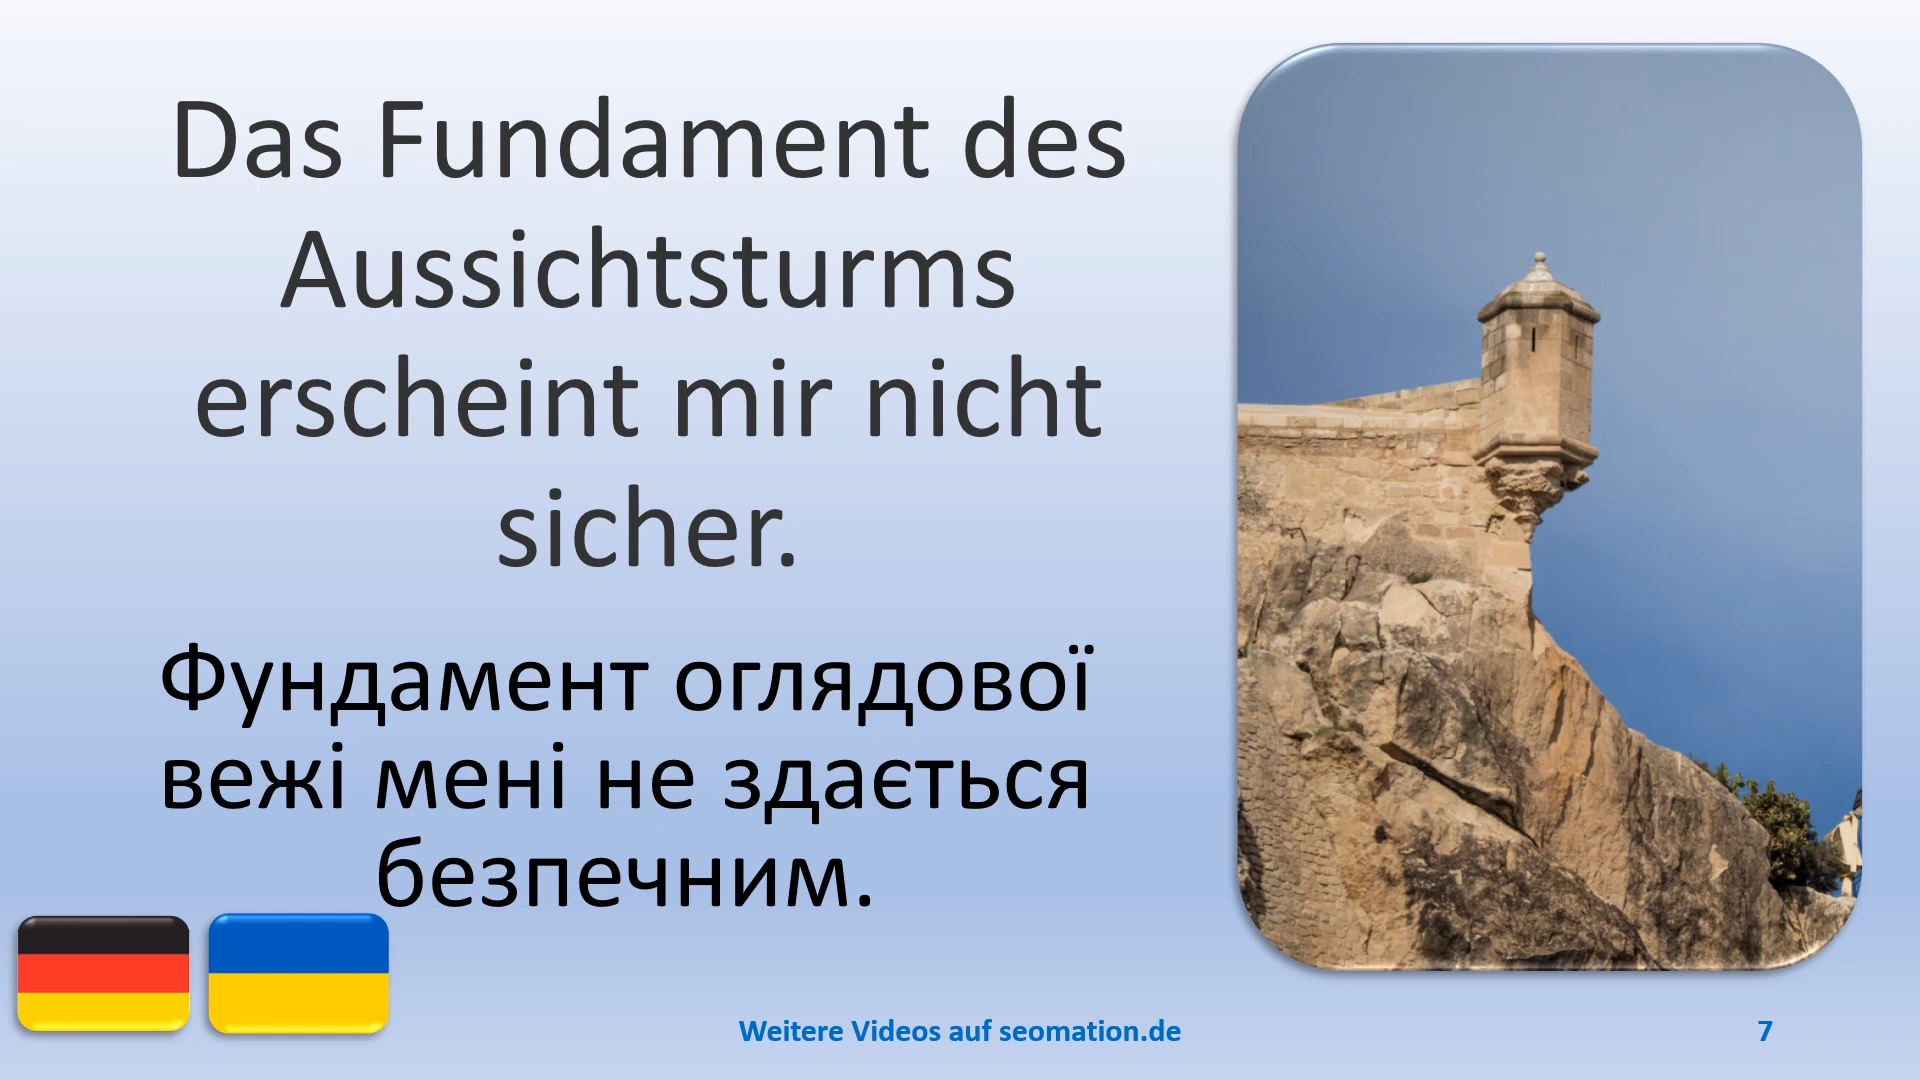 Das Fundament des
Aussichtsturms
erscheint mir nicht
sicher.
Фундамент оглядової
вежі мені не здається
безпечним.
Weitere Videos auf seomation.de
7